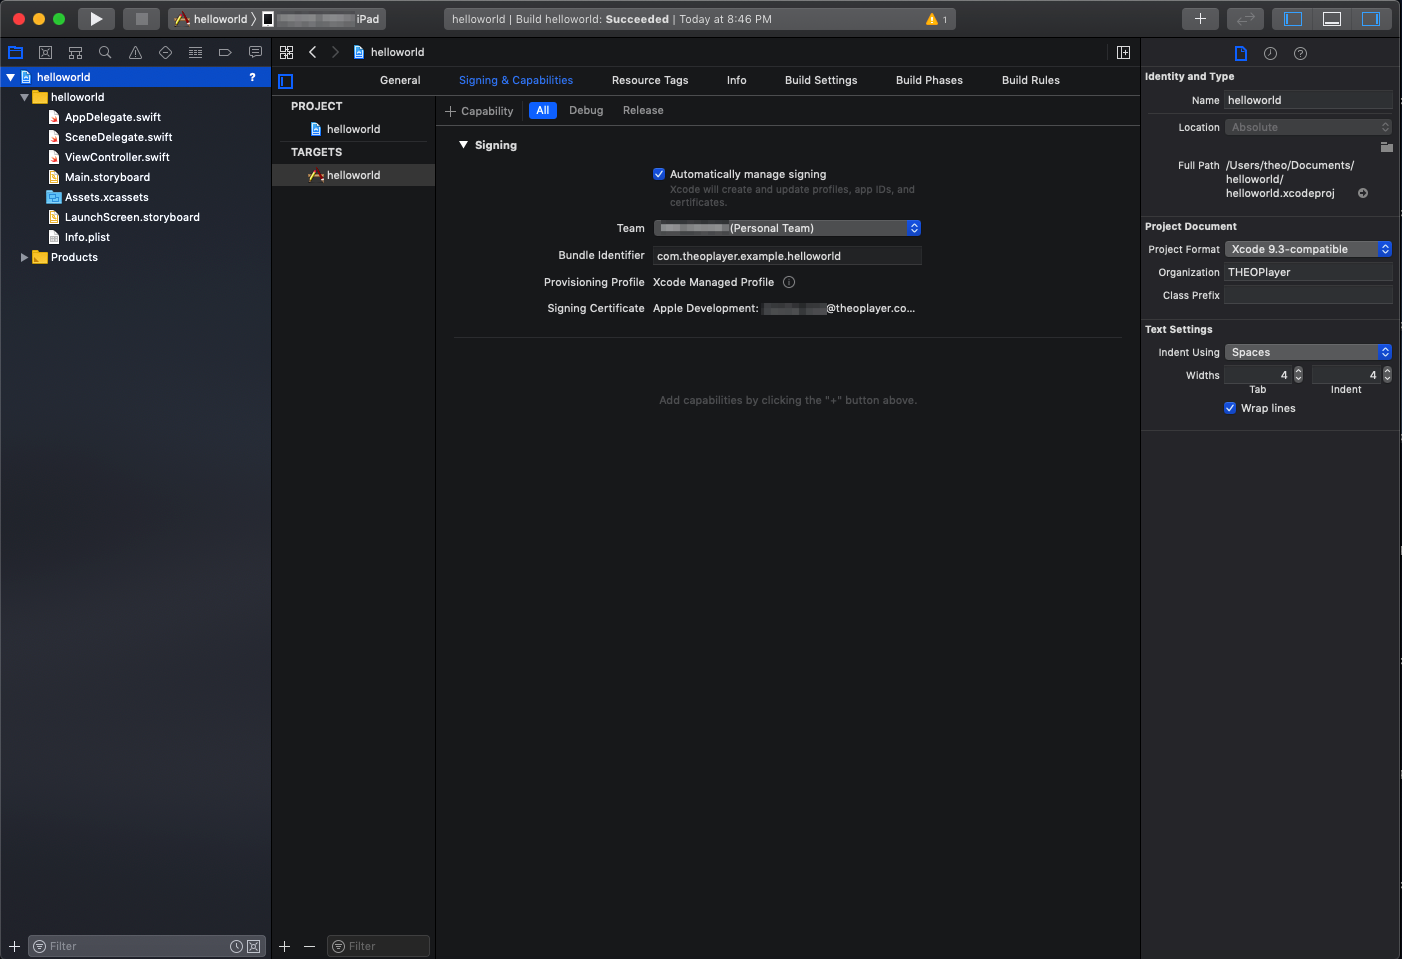 helloworld
iPad
helloworld | Build helloworld: Succeeded | Today at 8:46 PM
1
helloworld
helloworld
?
helloworld
AppDelegate.swift
SceneDelegate.swift
ViewController.swift
Main.storyboard
Assets.xcassets
LaunchScreen.storyboard
Info.plist
Products
Filter
General
Signing & Capabilities
Resource Tags
Info
Build Settings
Build Phases
Build Rules
PROJECT
helloworld
TARGETS
helloworld
Filter
Capability
All
Debug
Release
Signing
Automatically manage signing
Xcode will create and update profiles, app IDs, and
certificates.
Team
(Personal Team)
Bundle Identifier
com.theoplayer.example.helloworld
Provisioning Profile
Xcode Managed Profile
Signing Certificate
Apple Development:
@theoplayer.co...
Add capabilities by clicking the "+" button above.
Identity and Type
Name
helloworld
Location
Absolute
Full Path
/Users/theo/Documents/
helloworld/
helloworld.xcodeproj
Project Document
Project Format
Xcode 9.3-compatible
Organization
THEOPlayer
Class Prefix
Text Settings
Indent Using
Spaces
Widths
4
4
Tab
Indent
Wrap lines